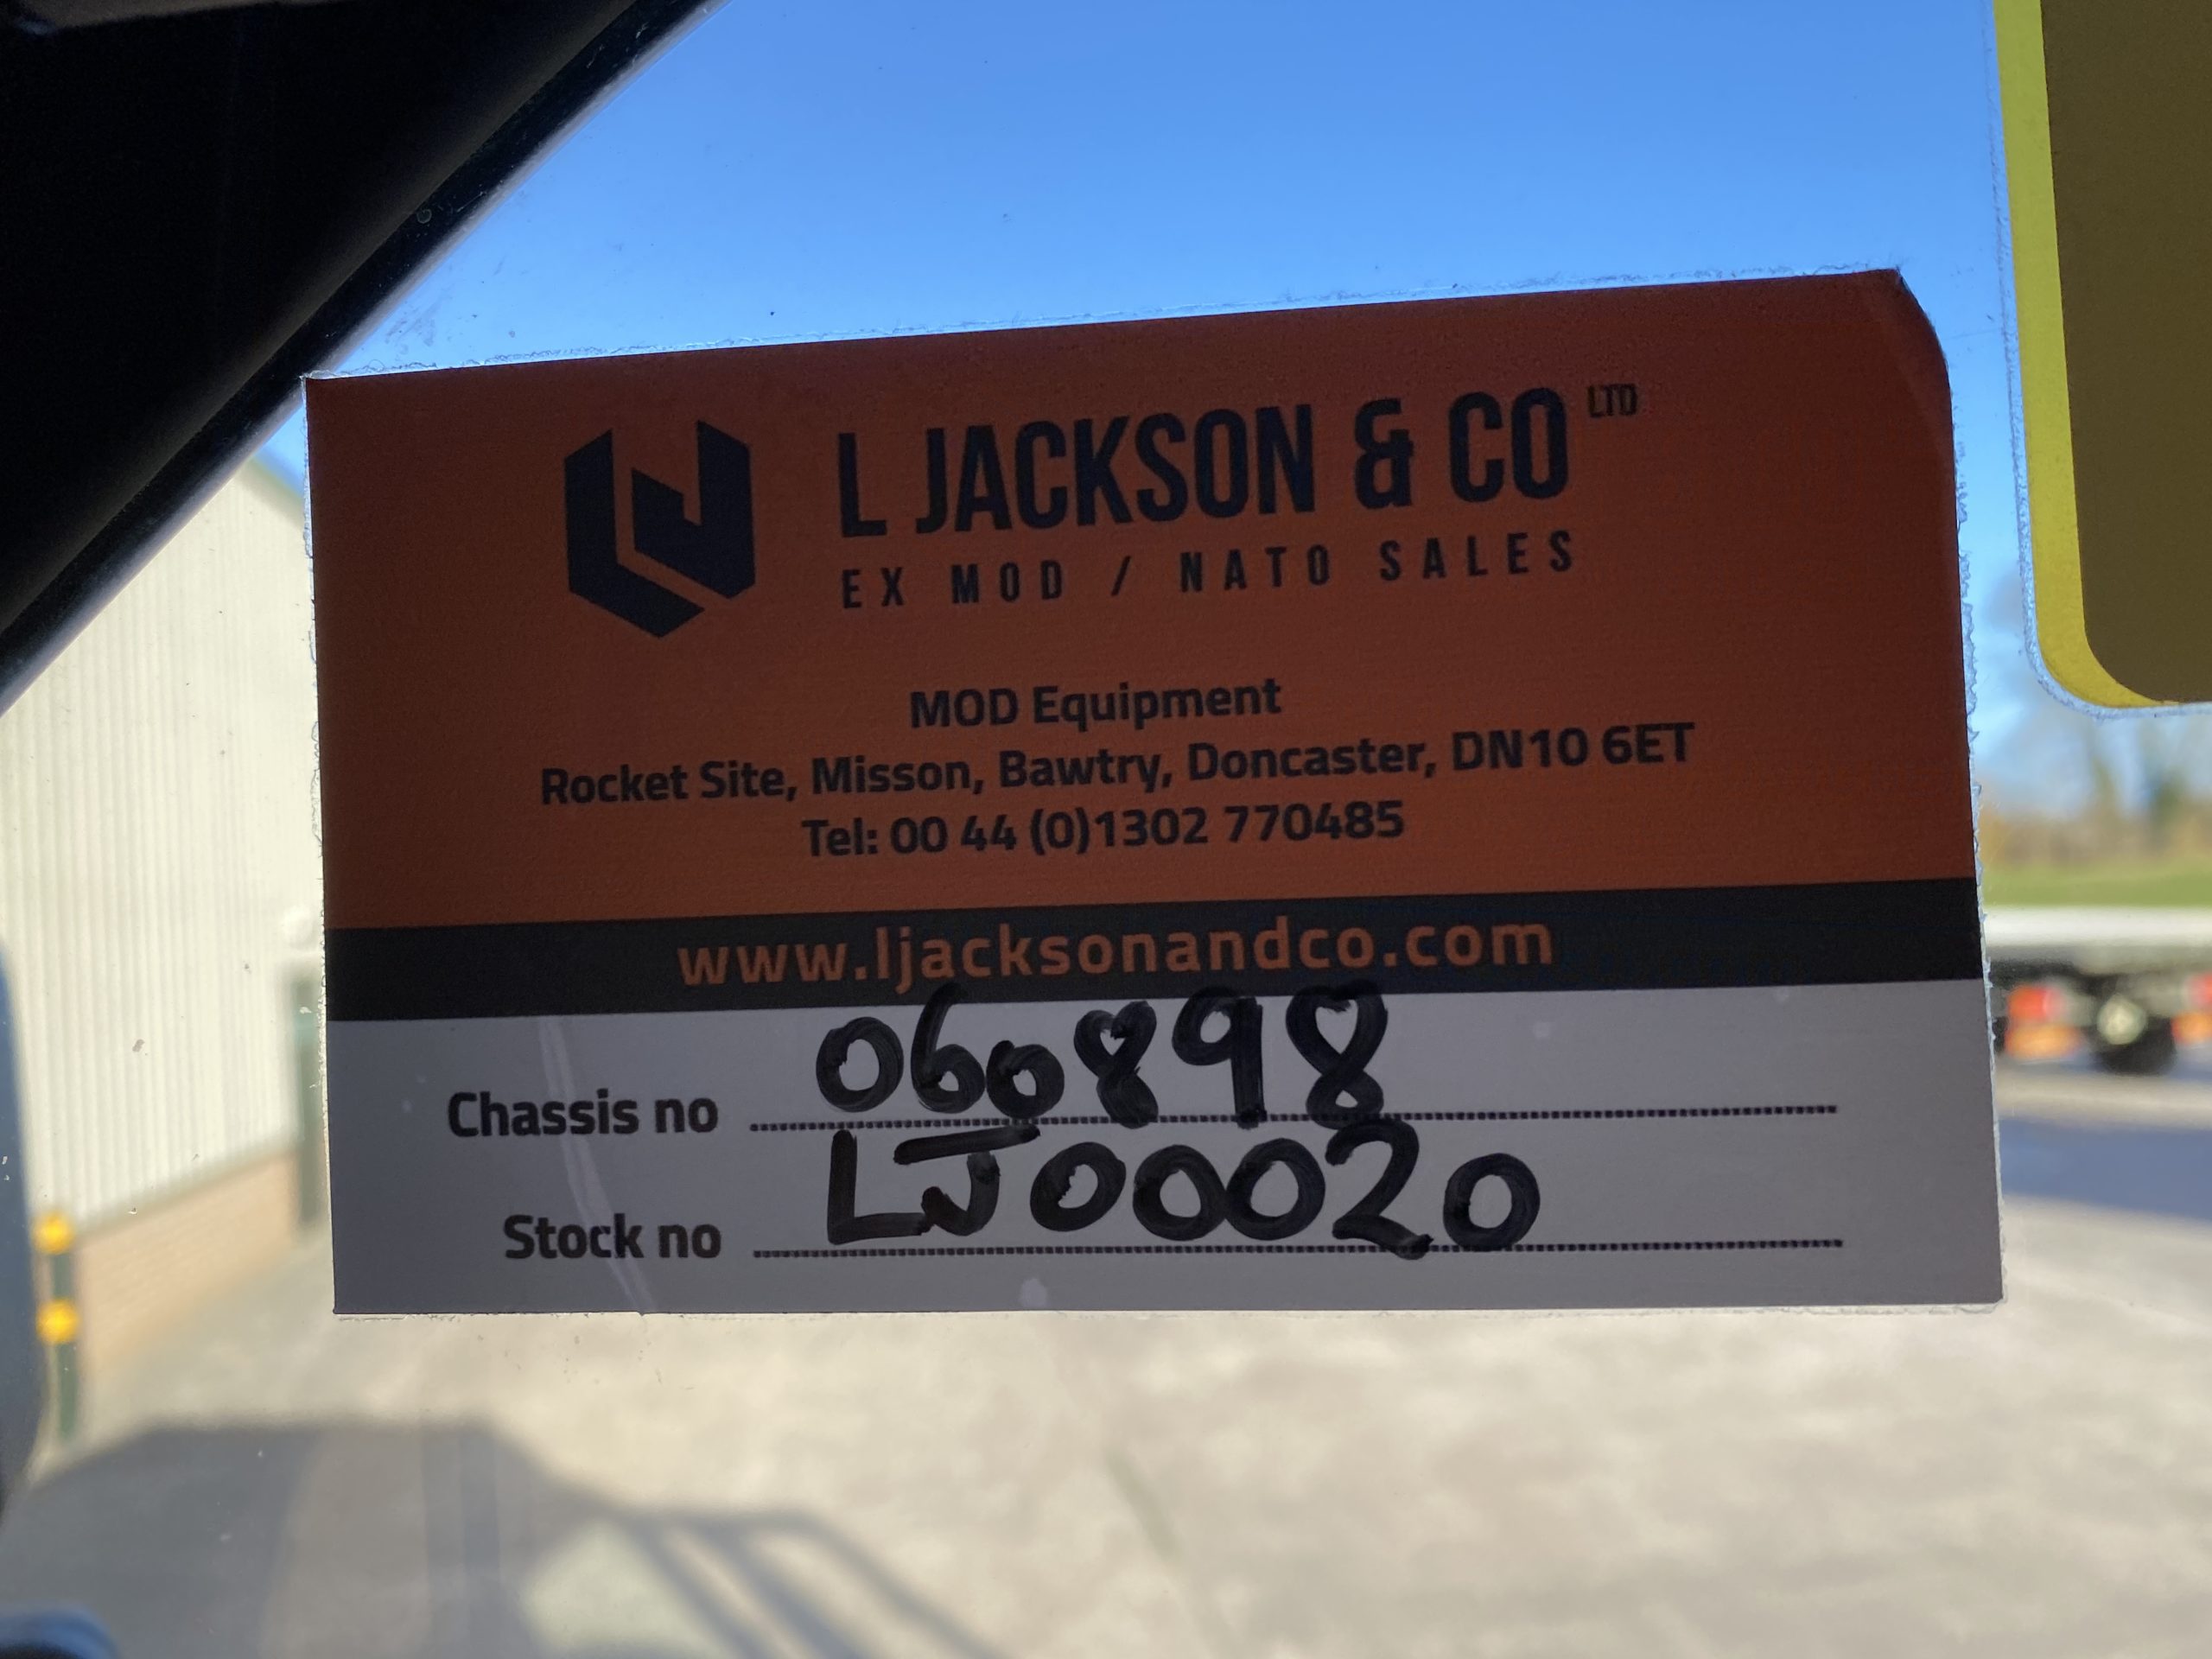 L JACKSON & CO LTD
EX MOD / NATO SALES
MOD Equipment
Rocket Site, Misson, Bawtry, Doncaster, DN10 6ET
Tel: 00 44 (0)1302 770485
www.ljacksonandco.com
Chassis no 060898
Stock no LJ00020